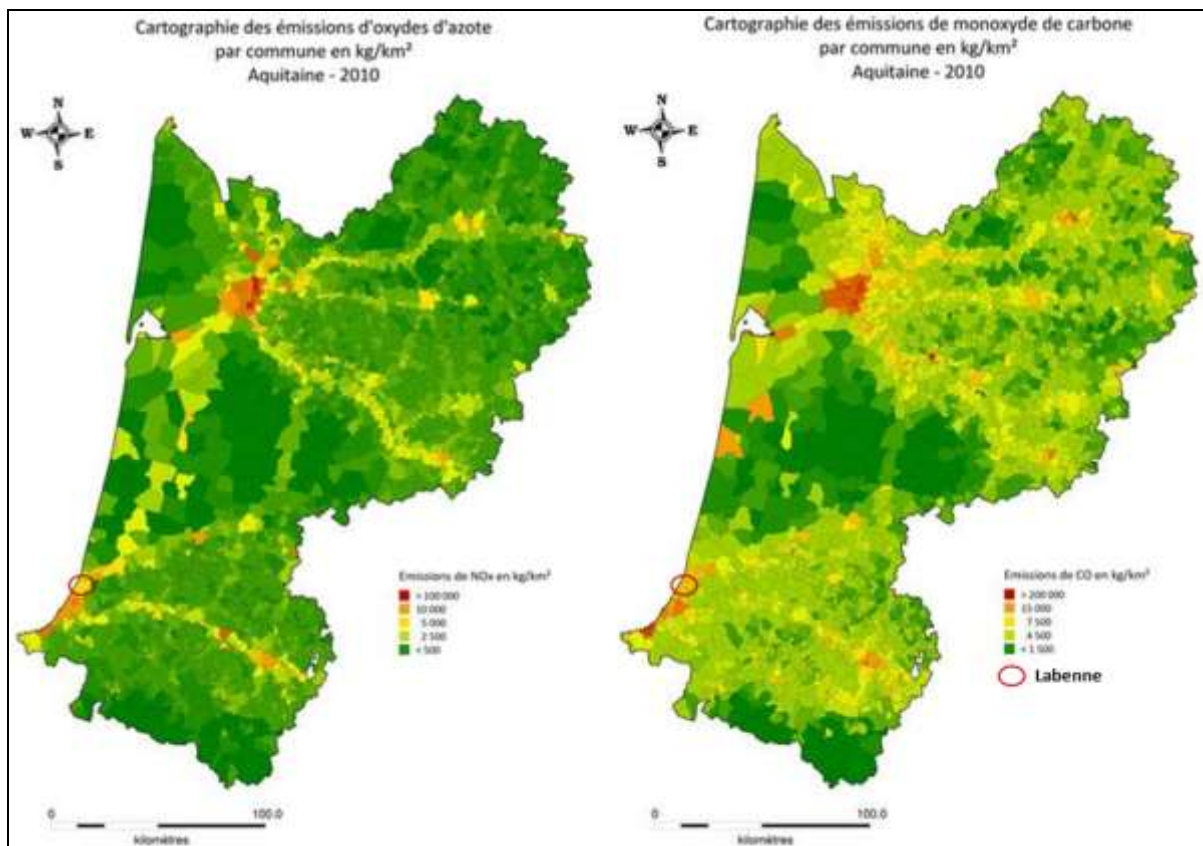 Cartographie des émissions d'oxydes d'azote
par commune en kg/km²
Aquitaine - 2010
N
W E
S
Emissions de NOx en kg/km²
> 100 000
10 000
5 000
2 500
< 500
0 100.0
kilomètres
Cartographie des émissions de monoxyde de carbone
par commune en kg/km²
Aquitaine - 2010
N
W E
S
Emissions de CO en kg/km²
> 200 000
15 000
7 500
4 500
< 1 500
Labenne
0 100.0
kilomètres